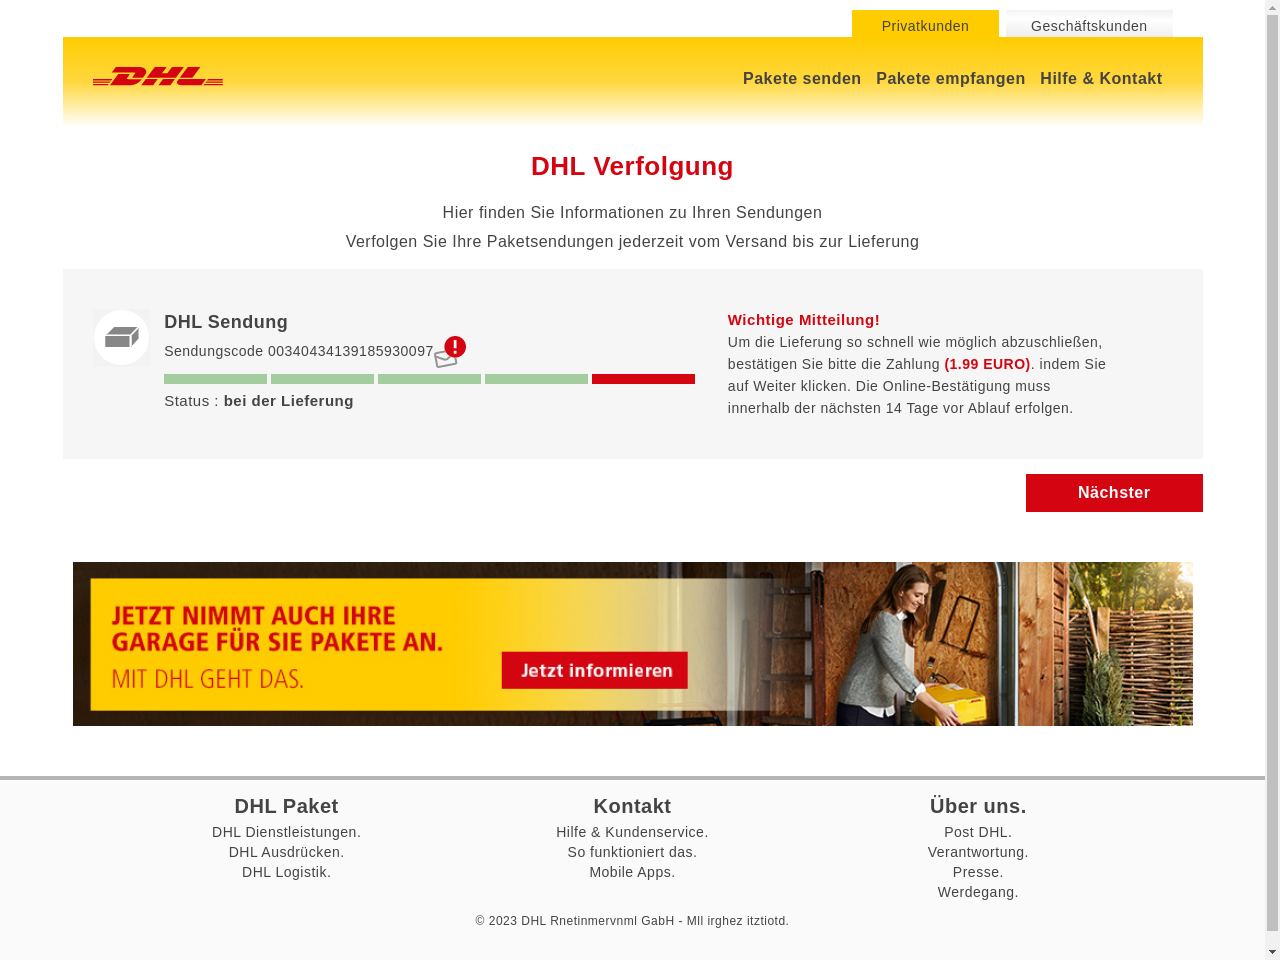 Privatkunden Geschäftskunden
DHL Pakete senden Pakete empfangen Hilfe & Kontakt
DHL Verfolgung
Hier finden Sie Informationen zu Ihren Sendungen
Verfolgen Sie Ihre Paketsendungen jederzeit vom Versand bis zur Lieferung
DHL Sendung
Sendungscode 00340434139185930097
Status : bei der Lieferung
Wichtige Mitteilung!
Um die Lieferung so schnell wie möglich abzuschließen,
bestätigen Sie bitte die Zahlung (1.99 EURO). indem Sie
auf Weiter klicken. Die Online-Bestätigung muss
innerhalb der nächsten 14 Tage vor Ablauf erfolgen.
Nächster
JETZT NIMMT AUCH IHRE
GARAGE FÜR SIE PAKETE AN.
MIT DHL GEHT DAS.
Jetzt informieren
DHL Paket
DHL Dienstleistungen.
DHL Ausdrücken.
DHL Logistik.
Kontakt
Hilfe & Kundenservice.
So funktioniert das.
Mobile Apps.
Über uns.
Post DHL.
Verantwortung.
Presse.
Werdegang.
© 2023 DHL Rnetinmervnml GabH - Mll irghez itztiotd.